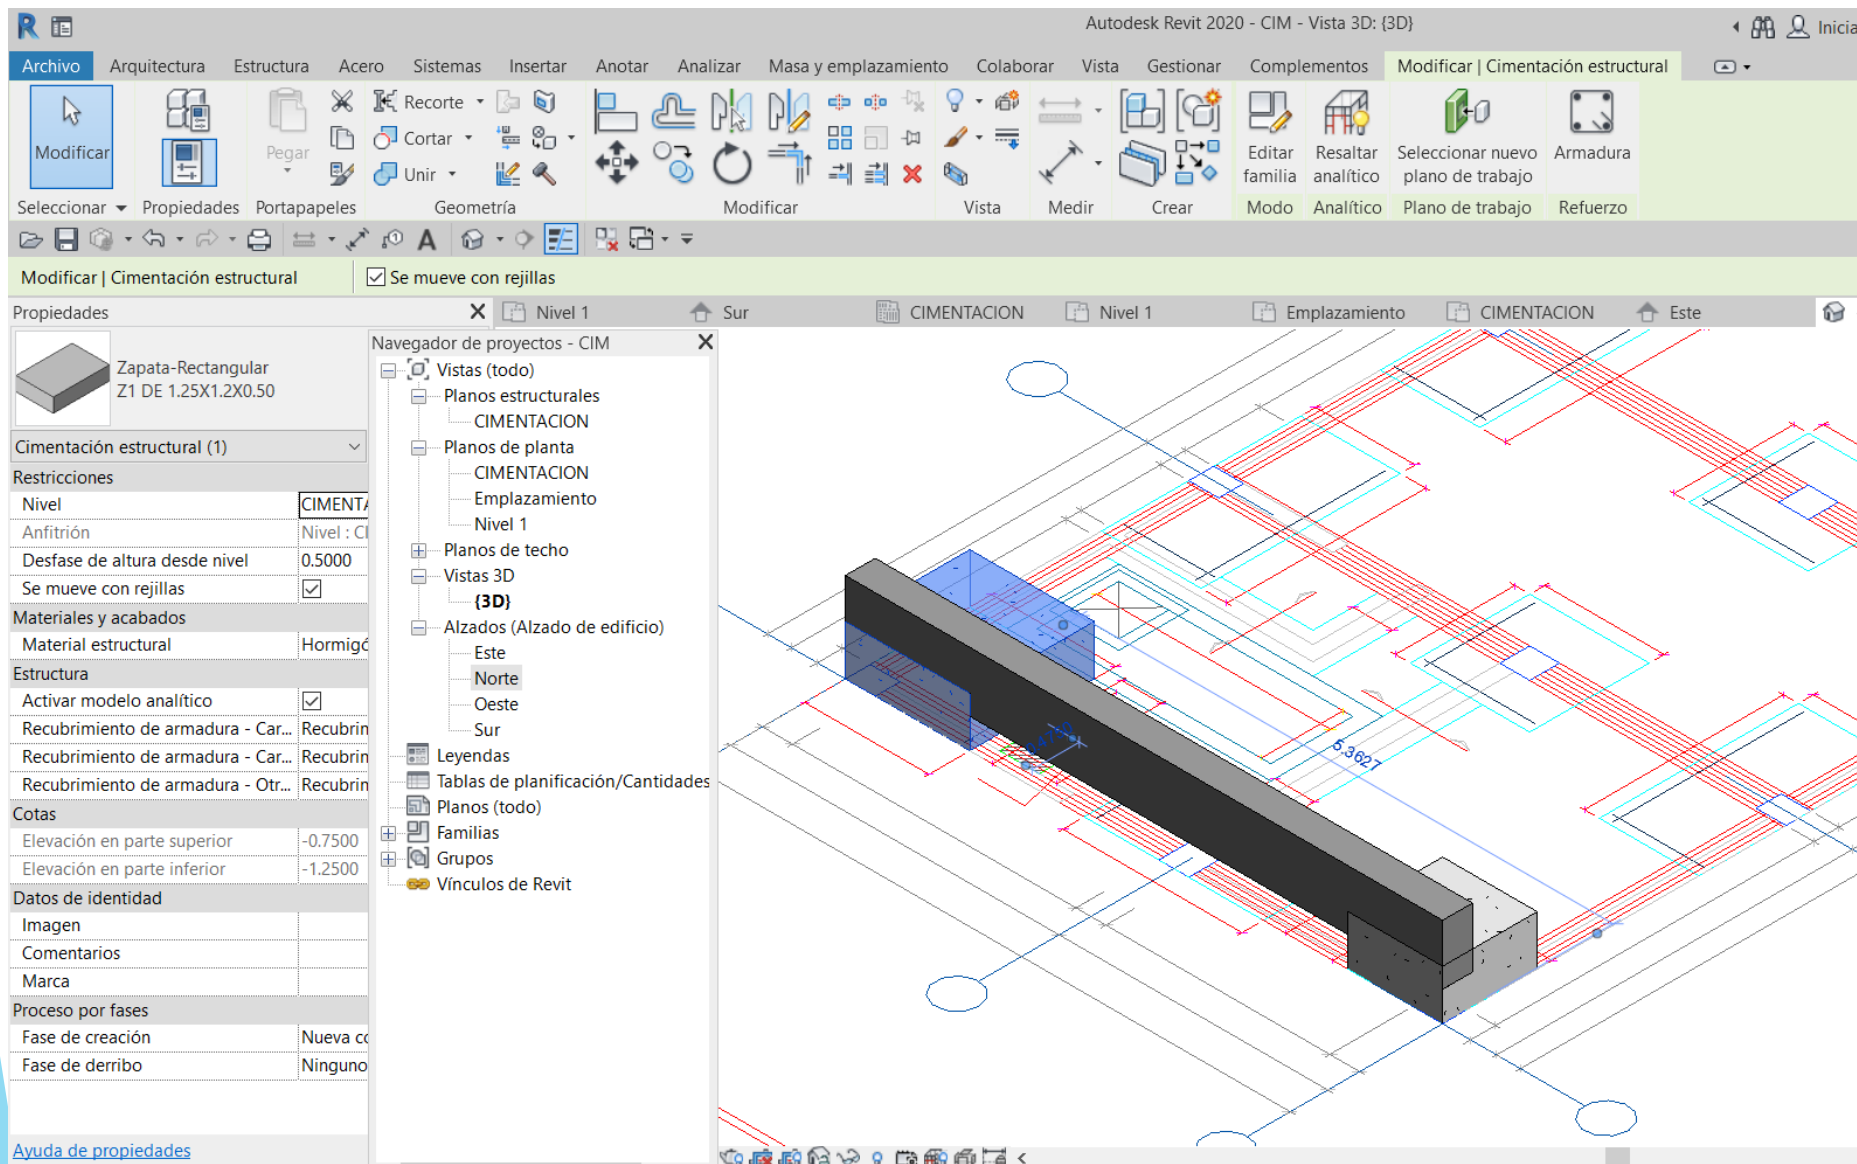 Autodesk Revit 2020 - CIM - Vista 3D: {3D}
Archivo Arquitectura Estructura Acero Sistemas Insertar Anotar Analizar Masa y emplazamiento Colaborar Vista Gestionar Complementos Modificar | Cimentación estructural
Modificar
Pegar
Recorte
Cortar
Unir
Editar familia
Resaltar analítico
Seleccionar nuevo plano de trabajo
Armadura
Seleccionar Propiedades Portapapeles Geometría Modificar Vista Medir Crear Modo Analítico Plano de trabajo Refuerzo
Modificar | Cimentación estructural Se mueve con rejillas
Propiedades
Nivel 1 Sur CIMENTACION Nivel 1 Emplazamiento CIMENTACION Este
Zapata-Rectangular
Z1 DE 1.25X1.2X0.50
Cimentación estructural (1)
Restricciones
Nivel
Anfitrión Nivel :
Desfase de altura desde nivel 0.5000
Se mueve con rejillas
Materiales y acabados
Material estructural
Estructura
Activar modelo analítico
Recubrimiento de armadura - Car...
Recubrimiento de armadura - Car...
Recubrimiento de armadura - Otr...
Cotas
Elevación en parte superior -0.7500
Elevación en parte inferior -1.2500
Datos de identidad
Imagen
Comentarios
Marca
Proceso por fases
Fase de creación Nueva
Fase de derribo Ninguno
Ayuda de propiedades
Navegador de proyectos - CIM
Vistas (todo)
Planos estructurales
CIMENTACION
Planos de planta
CIMENTACION
Emplazamiento
Nivel 1
Planos de techo
Vistas 3D
{3D}
Alzados (Alzado de edificio)
Este
Norte
Oeste
Sur
Leyendas
Tablas de planificación/Cantidades
Planos (todo)
Familias
Grupos
Vínculos de Revit
5.3627